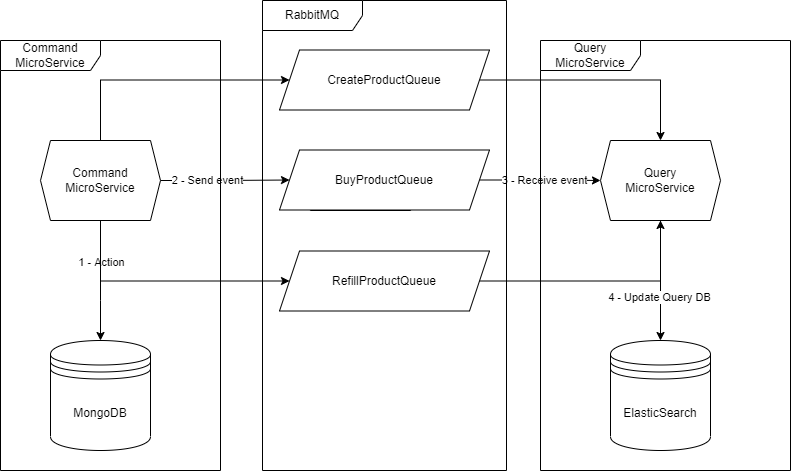 RabbitMQ
Command
MicroService
Query
MicroService
CreateProductQueue
Command
MicroService
2 - Send event
BuyProductQueue
3 - Receive event
Query
MicroService
1 - Action
RefillProductQueue
4 - Update Query DB
MongoDB
ElasticSearch